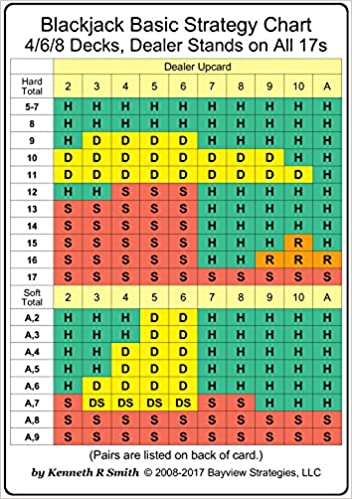 Blackjack Basic Strategy Chart
4/6/8 Decks, Dealer Stands on All 17s
Dealer Upcard
Hard
Total 2 3 4 5 6 7 8 9 10 A
5-7 H H H H H H H H H H
8 H H H H H H H H H H
9 H D D D D H H H H H
10 D D D D D D D D H H
11 D D D D D D D D D H
12 H H S S S H H H H H
13 S S S S S H H H H H
14 S S S S S H H H H H
15 S S S S S H H H R H
16 S S S S S H H R R R
17 S S S S S S S S S S
Soft
Total 2 3 4 5 6 7 8 9 10 A
A,2 H H H D D H H H H H
A,3 H H H D D H H H H H
A,4 H H D D D H H H H H
A,5 H H D D D H H H H H
A,6 H D D D D H H H H H
A,7 S DS DS DS DS S S H H H
A,8 S S S S S S S S S S
A,9 S S S S S S S S S S
(Pairs are listed on back of card.)
by Kenneth R Smith © 2008-2017 Bayview Strategies, LLC